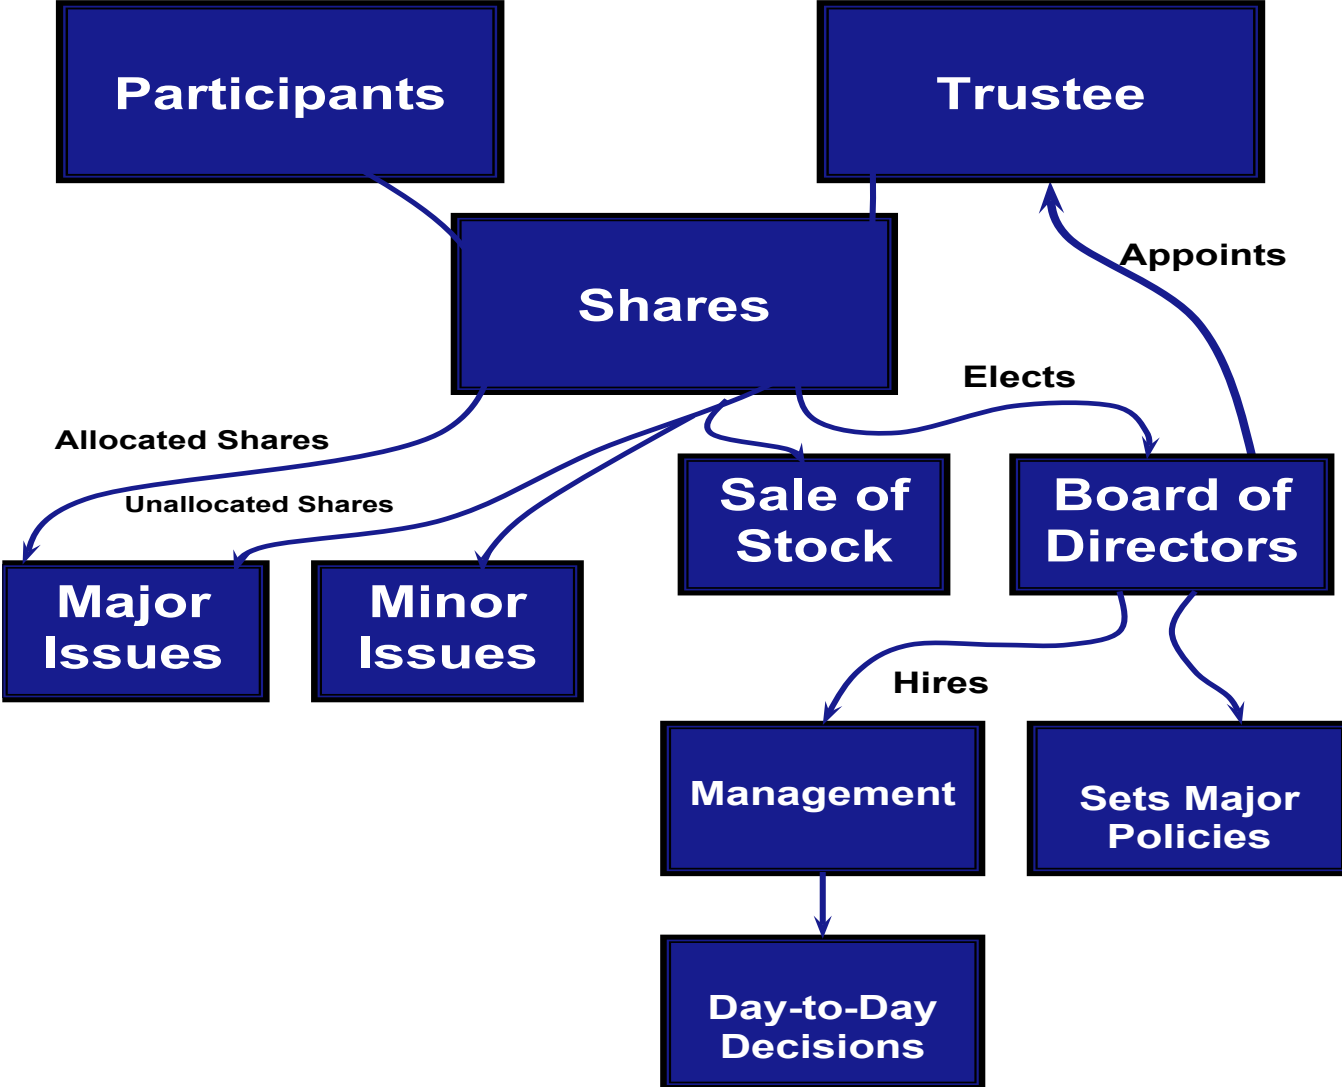 Participants
Trustee
Shares
Appoints
Elects
Allocated Shares
Unallocated Shares
Sale of
Stock
Board of
Directors
Major
Issues
Minor
Issues
Hires
Management
Sets Major
Policies
Day-to-Day
Decisions